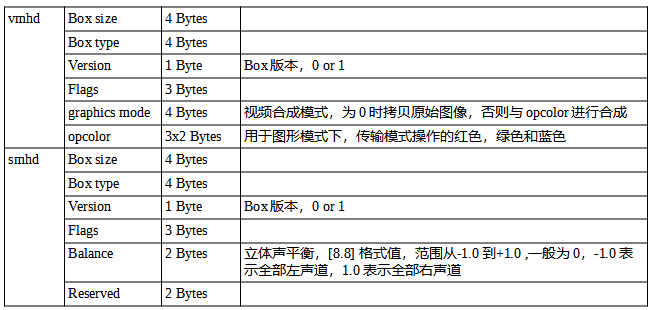 vmhd Box size 4 Bytes
Box type 4 Bytes
Version 1 Byte Box 版本，0 or 1
Flags 3 Bytes
graphics mode 4 Bytes 视频合成模式，为 0 时拷贝原始图像，否则与 opcolor 进行合成
opcolor 3x2 Bytes 用于图形模式下，传输模式操作的红色，绿色和蓝色
smhd Box size 4 Bytes
Box type 4 Bytes
Version 1 Byte Box 版本，0 or 1
Flags 3 Bytes
Balance 2 Bytes 立体声平衡，[8.8] 格式值，范围从-1.0 到+1.0 ,一般为 0，-1.0 表
示全部左声道，1.0 表示全部右声道
Reserved 2 Bytes